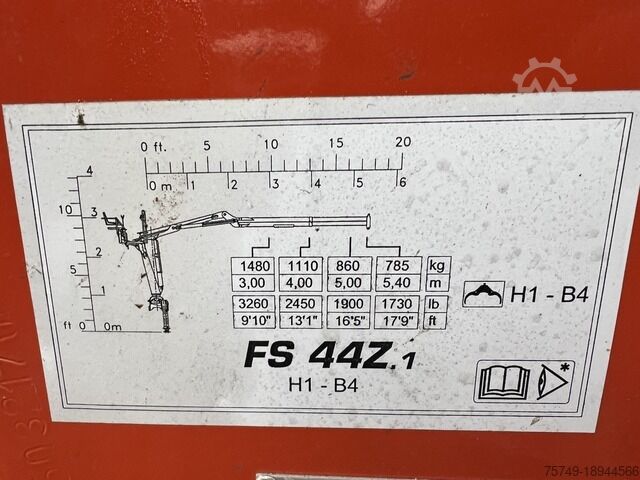 0 ft. 5 10 15 20
0 m 1 2 3 4 5 6
4
10 3
2
5
1
ft 0 0m
1480 1110 860 785 kg
3,00 4,00 5,00 5,40 m
3260 2450 1900 1730 lb
9'10" 13'1" 16'5" 17'9" ft
H1 - B4
FS 44Z.1
H1 - B4
*
75749-18944566